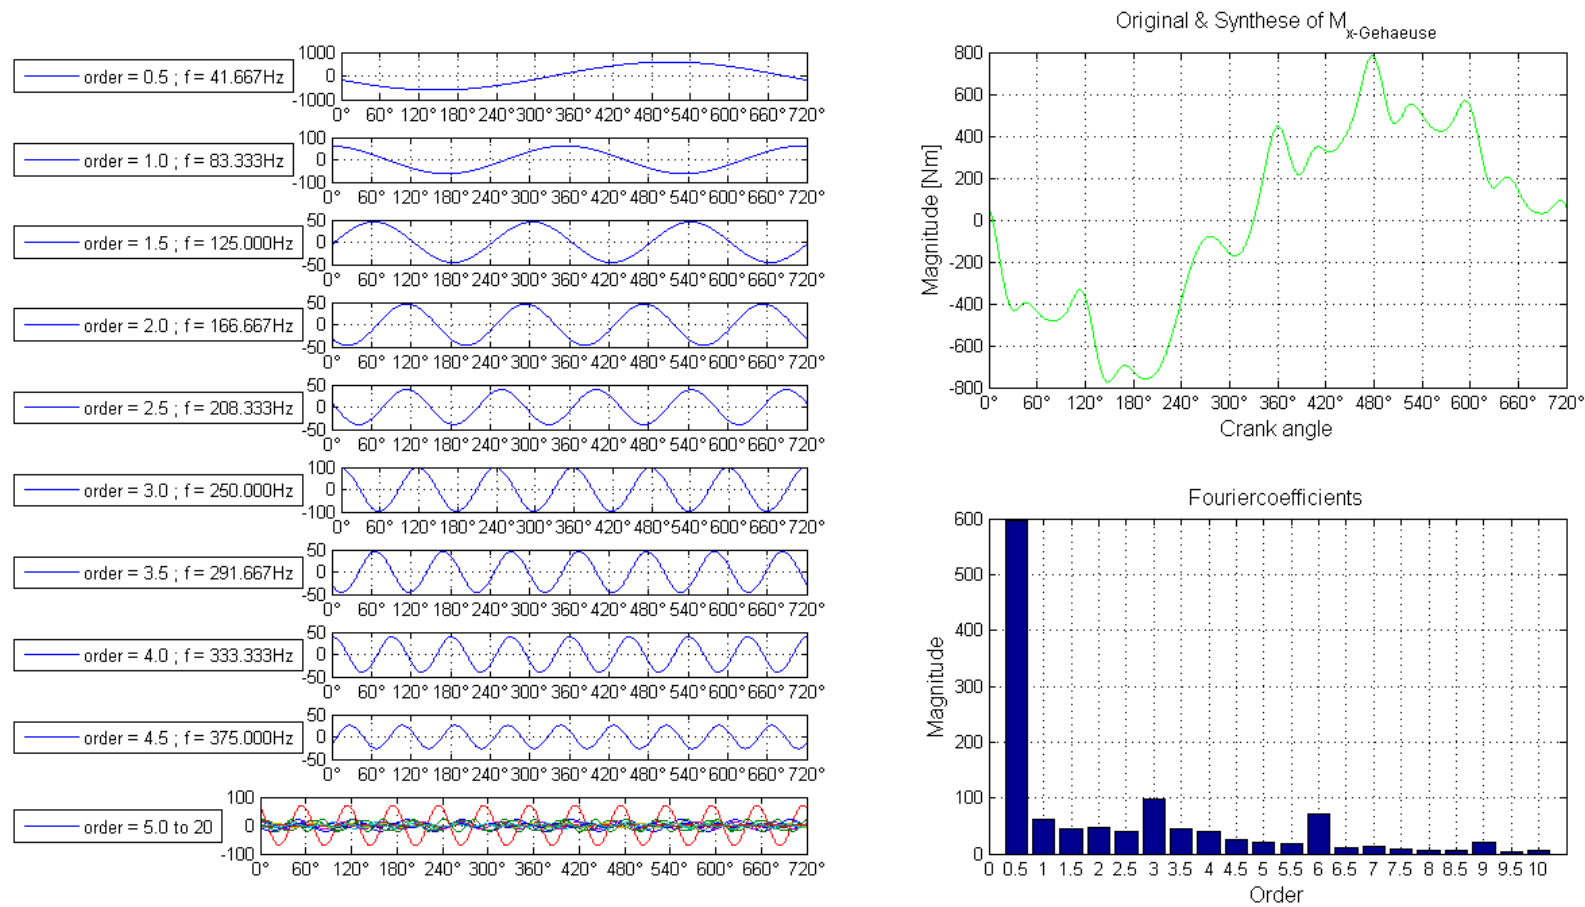 order = 0.5 ; f = 41.667Hz
1000
0
-1000
0° 60° 120° 180° 240° 300° 360° 420° 480° 540° 600° 660° 720°
order = 1.0 ; f = 83.333Hz
100
0
-100
0° 60° 120° 180° 240° 300° 360° 420° 480° 540° 600° 660° 720°
order = 1.5 ; f = 125.000Hz
50
0
-50
0° 60° 120° 180° 240° 300° 360° 420° 480° 540° 600° 660° 720°
order = 2.0 ; f = 166.667Hz
50
0
-50
0° 60° 120° 180° 240° 300° 360° 420° 480° 540° 600° 660° 720°
order = 2.5 ; f = 208.333Hz
50
0
-50
0° 60° 120° 180° 240° 300° 360° 420° 480° 540° 600° 660° 720°
order = 3.0 ; f = 250.000Hz
100
0
-100
0° 60° 120° 180° 240° 300° 360° 420° 480° 540° 600° 660° 720°
order = 3.5 ; f = 291.667Hz
50
0
-50
0° 60° 120° 180° 240° 300° 360° 420° 480° 540° 600° 660° 720°
order = 4.0 ; f = 333.333Hz
50
0
-50
0° 60° 120° 180° 240° 300° 360° 420° 480° 540° 600° 660° 720°
order = 4.5 ; f = 375.000Hz
50
0
-50
0° 60° 120° 180° 240° 300° 360° 420° 480° 540° 600° 660° 720°
order = 5.0 to 20
100
0
-100
0° 60° 120° 180° 240° 300° 360° 420° 480° 540° 600° 660° 720°
Original & Synthese of M x-Gehaeuse
Magnitude [Nm]
800
600
400
200
0
-200
-400
-600
-800
0° 60° 120° 180° 240° 300° 360° 420° 480° 540° 600° 660° 720°
Crank angle
Fouriercoefficients
Magnitude
600
500
400
300
200
100
0
0 0.5 1 1.5 2 2.5 3 3.5 4 4.5 5 5.5 6 6.5 7 7.5 8 8.5 9 9.5 10
Order